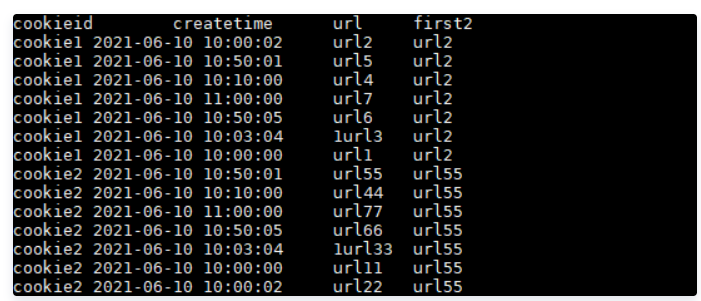 cookieid createtime url first2
cookie1 2021-06-10 10:00:02 url2 url2
cookie1 2021-06-10 10:50:01 url5 url2
cookie1 2021-06-10 10:10:00 url4 url2
cookie1 2021-06-10 11:00:00 url7 url2
cookie1 2021-06-10 10:50:05 url6 url2
cookie1 2021-06-10 10:03:04 1url3 url2
cookie1 2021-06-10 10:00:00 url1 url2
cookie2 2021-06-10 10:50:01 url55 url55
cookie2 2021-06-10 10:10:00 url44 url55
cookie2 2021-06-10 11:00:00 url77 url55
cookie2 2021-06-10 10:50:05 url66 url55
cookie2 2021-06-10 10:03:04 1url33 url55
cookie2 2021-06-10 10:00:00 url11 url55
cookie2 2021-06-10 10:00:02 url22 url55